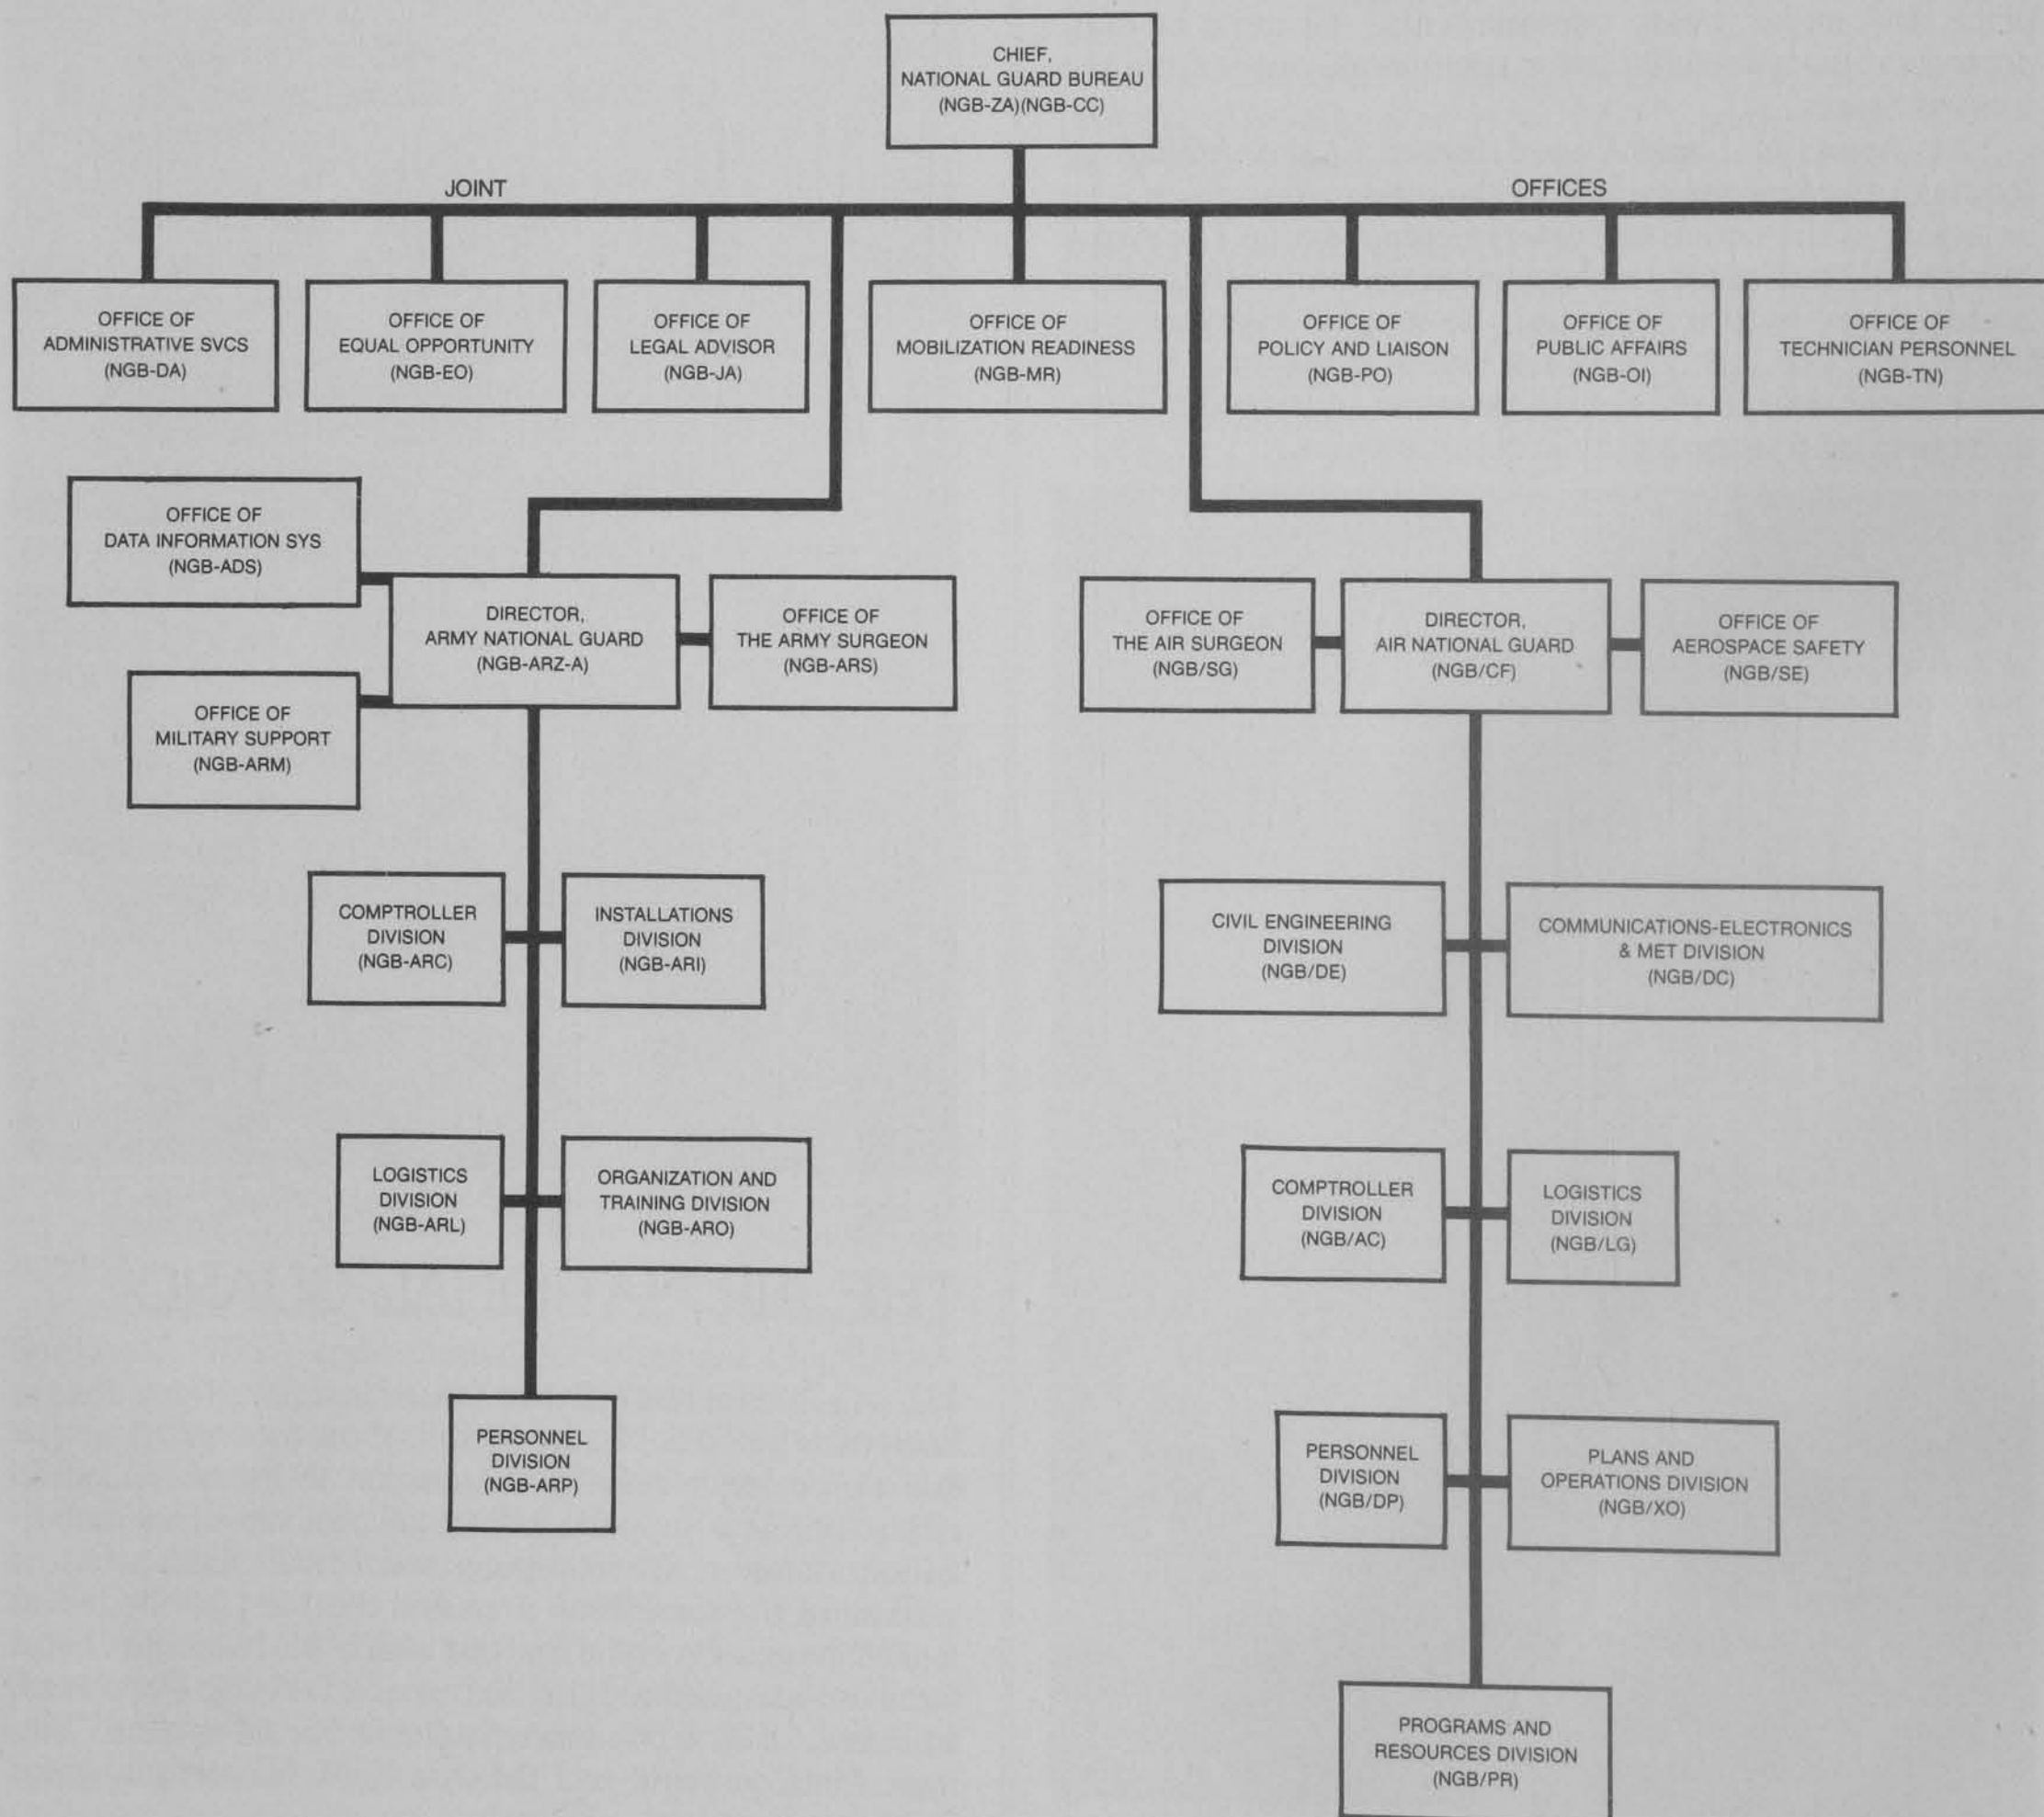 CHIEF,
NATIONAL GUARD BUREAU
(NGB-ZA)(NGB-CC)
JOINT
OFFICES
OFFICE OF
ADMINISTRATIVE SVCS
(NGB-DA)
OFFICE OF
EQUAL OPPORTUNITY
(NGB-EO)
OFFICE OF
LEGAL ADVISOR
(NGB-JA)
OFFICE OF
MOBILIZATION READINESS
(NGB-MR)
OFFICE OF
POLICY AND LIAISON
(NGB-PO)
OFFICE OF
PUBLIC AFFAIRS
(NGB-OI)
OFFICE OF
TECHNICIAN PERSONNEL
(NGB-TN)
OFFICE OF
DATA INFORMATION SYS
(NGB-ADS)
DIRECTOR,
ARMY NATIONAL GUARD
(NGB-ARZ-A)
OFFICE OF
THE ARMY SURGEON
(NGB-ARS)
OFFICE OF
THE AIR SURGEON
(NGB/SG)
DIRECTOR,
AIR NATIONAL GUARD
(NGB/CF)
OFFICE OF
AEROSPACE SAFETY
(NGB/SE)
OFFICE OF
MILITARY SUPPORT
(NGB-ARM)
COMPTROLLER
DIVISION
(NGB-ARC)
INSTALLATIONS
DIVISION
(NGB-ARI)
CIVIL ENGINEERING
DIVISION
(NGB/DE)
COMMUNICATIONS-ELECTRONICS
& MET DIVISION
(NGB/DC)
LOGISTICS
DIVISION
(NGB-ARL)
ORGANIZATION AND
TRAINING DIVISION
(NGB-ARO)
COMPTROLLER
DIVISION
(NGB/AC)
LOGISTICS
DIVISION
(NGB/LG)
PERSONNEL
DIVISION
(NGB-ARP)
PERSONNEL
DIVISION
(NGB/DP)
PLANS AND
OPERATIONS DIVISION
(NGB/XO)
PROGRAMS AND
RESOURCES DIVISION
(NGB/PR)